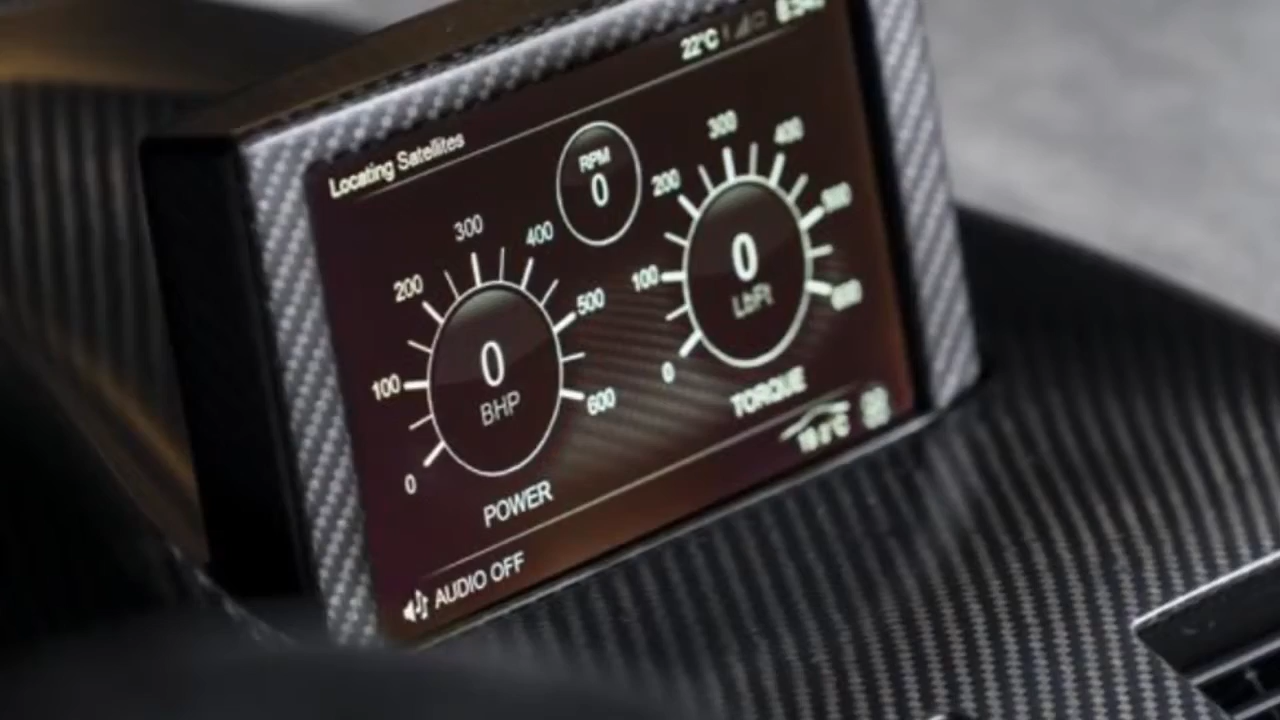 22°C
Locating Satellites
RPM
0
300
400
200
500
100
600
0
0
BHP
POWER
300
400
200
100
0
0
LbFt
TORQUE
AUDIO OFF